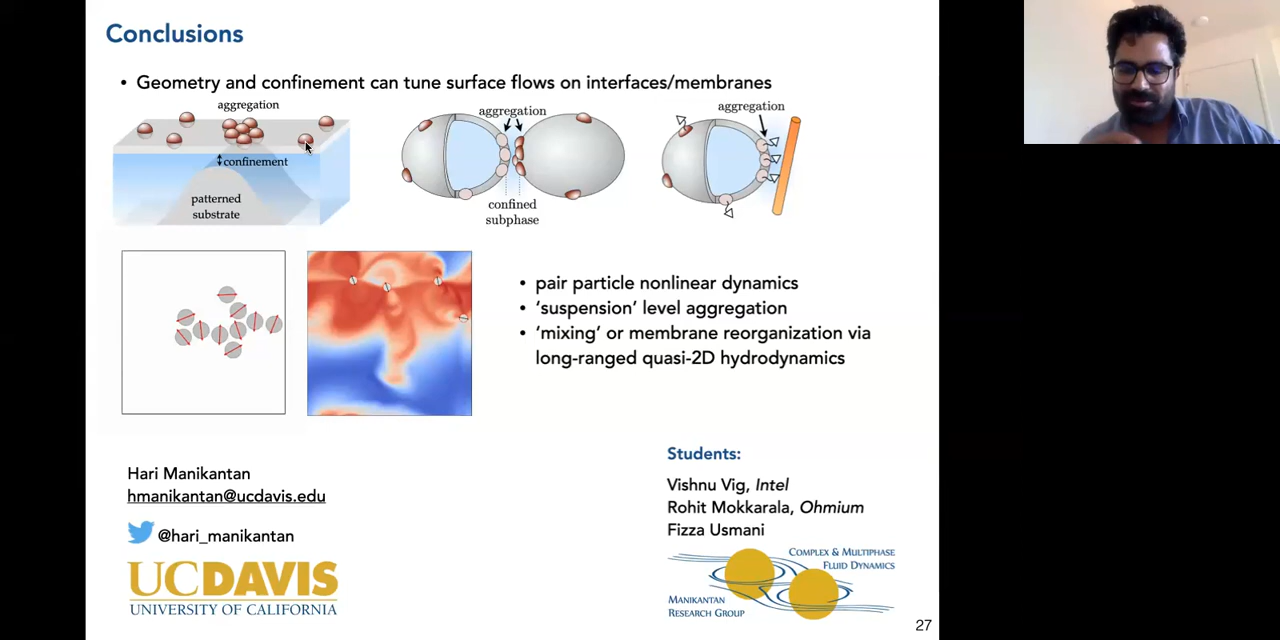 Conclusions
• Geometry and confinement can tune surface flows on interfaces/membranes
aggregation
confinement
patterned
substrate
aggregation
confined
subphase
aggregation
• pair particle nonlinear dynamics
• ‘suspension’ level aggregation
• ‘mixing’ or membrane reorganization via
long-ranged quasi-2D hydrodynamics
Hari Manikantan
hmanikantan@ucdavis.edu
@hari_manikantan
UCDAVIS
UNIVERSITY OF CALIFORNIA
Students:
Vishnu Vig, Intel
Rohit Mokkarala, Ohmium
Fizza Usmani
COMPLEX & MULTIPHASE
FLUID DYNAMICS
MANIKANTAN
RESEARCH GROUP
27